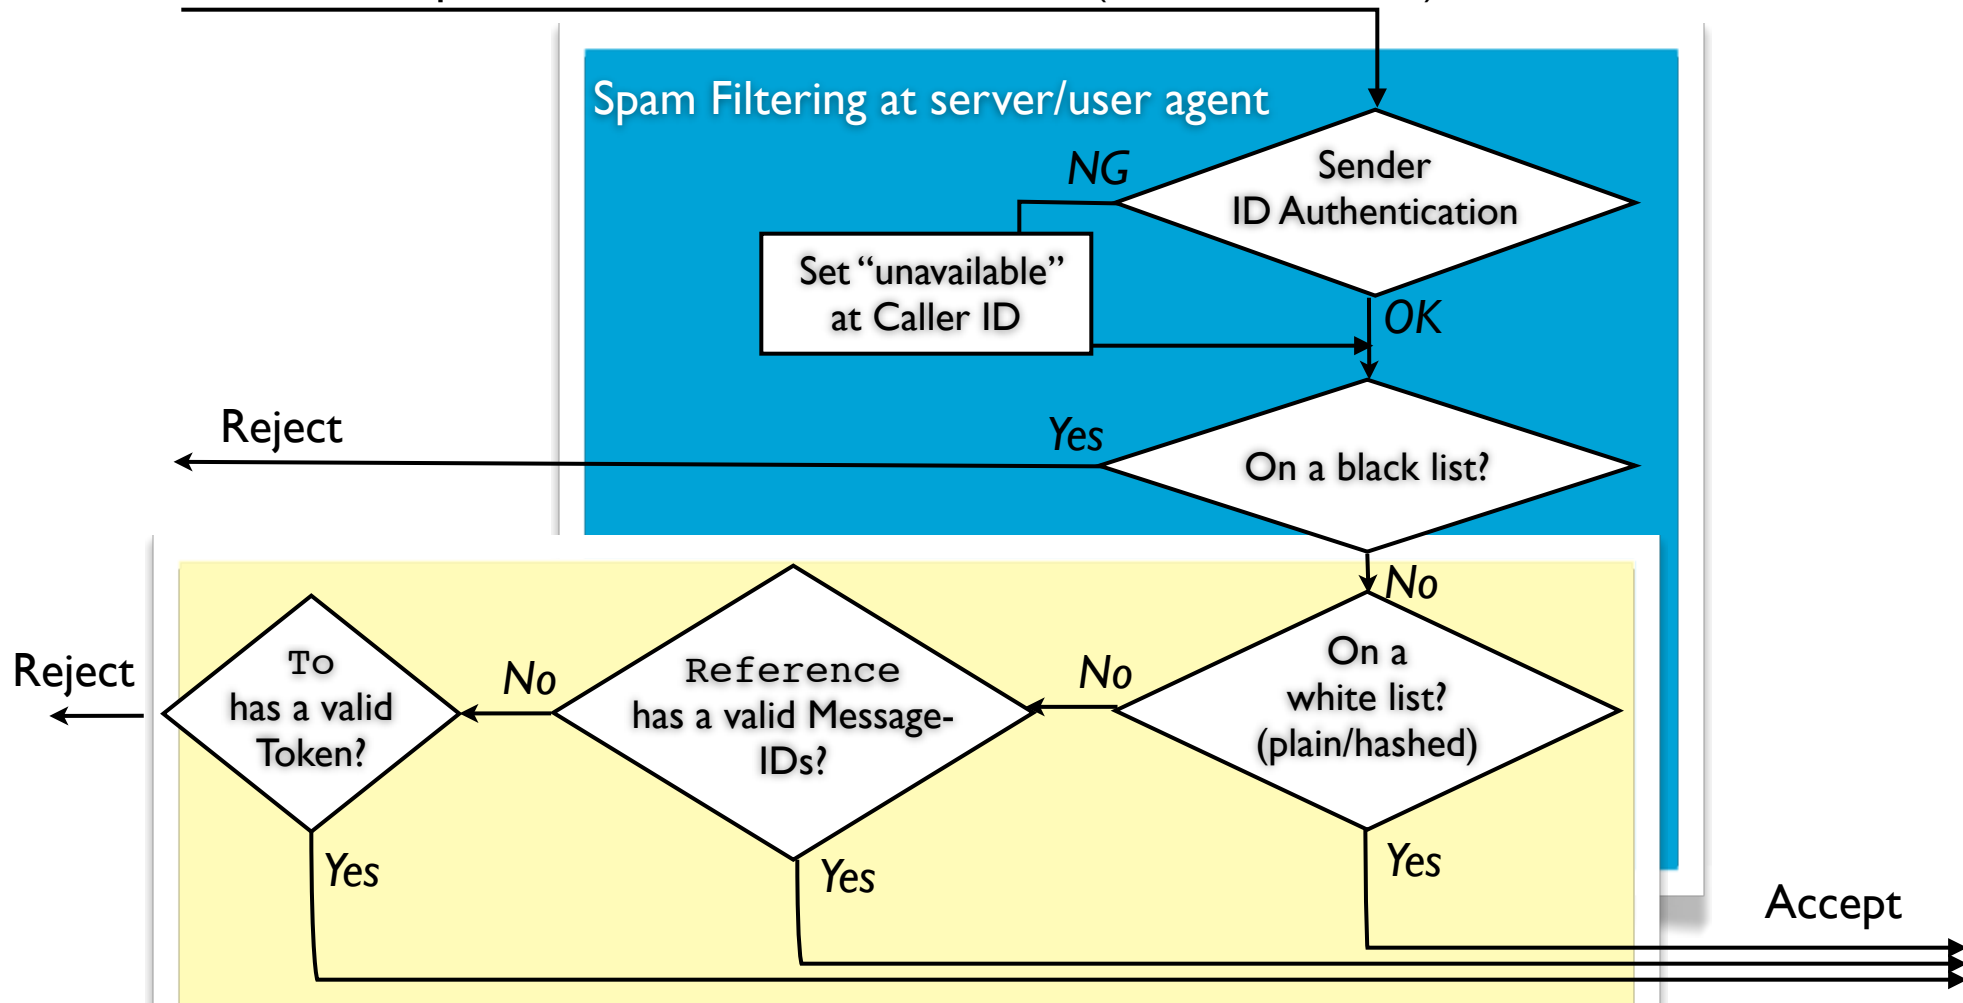 Spam Filtering at server/user agent
NG
Sender
ID Authentication
Set “unavailable”
at Caller ID
OK
Reject
Yes
On a black list?
No
Reject
To
has a valid
Token?
No
Reference
has a valid Message-
IDs?
No
On a
white list?
(plain/hashed)
Yes
Yes
Yes
Accept